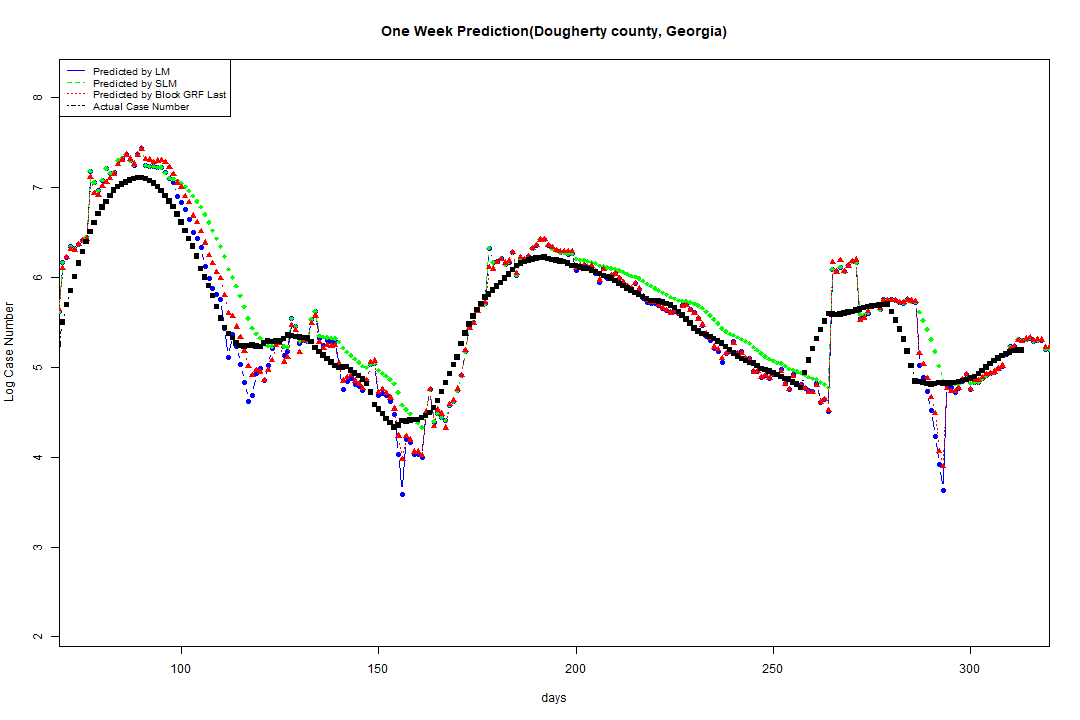 One Week Prediction(Dougherty county, Georgia)
Predicted by LM
Predicted by SLM
Predicted by Block GRF Last
Actual Case Number
8
7
6
5
4
3
2
Log Case Number
100 150 200 250 300
days